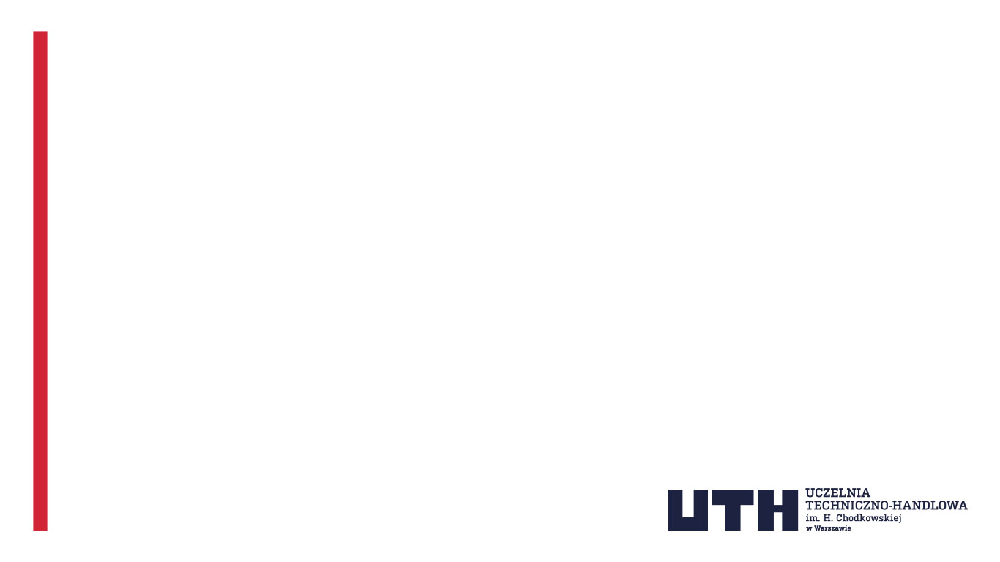 UTH
UCZELNIA
TECHNICZNO-HANDLOWA
im. H. Chodkowskiej
w Warszawie